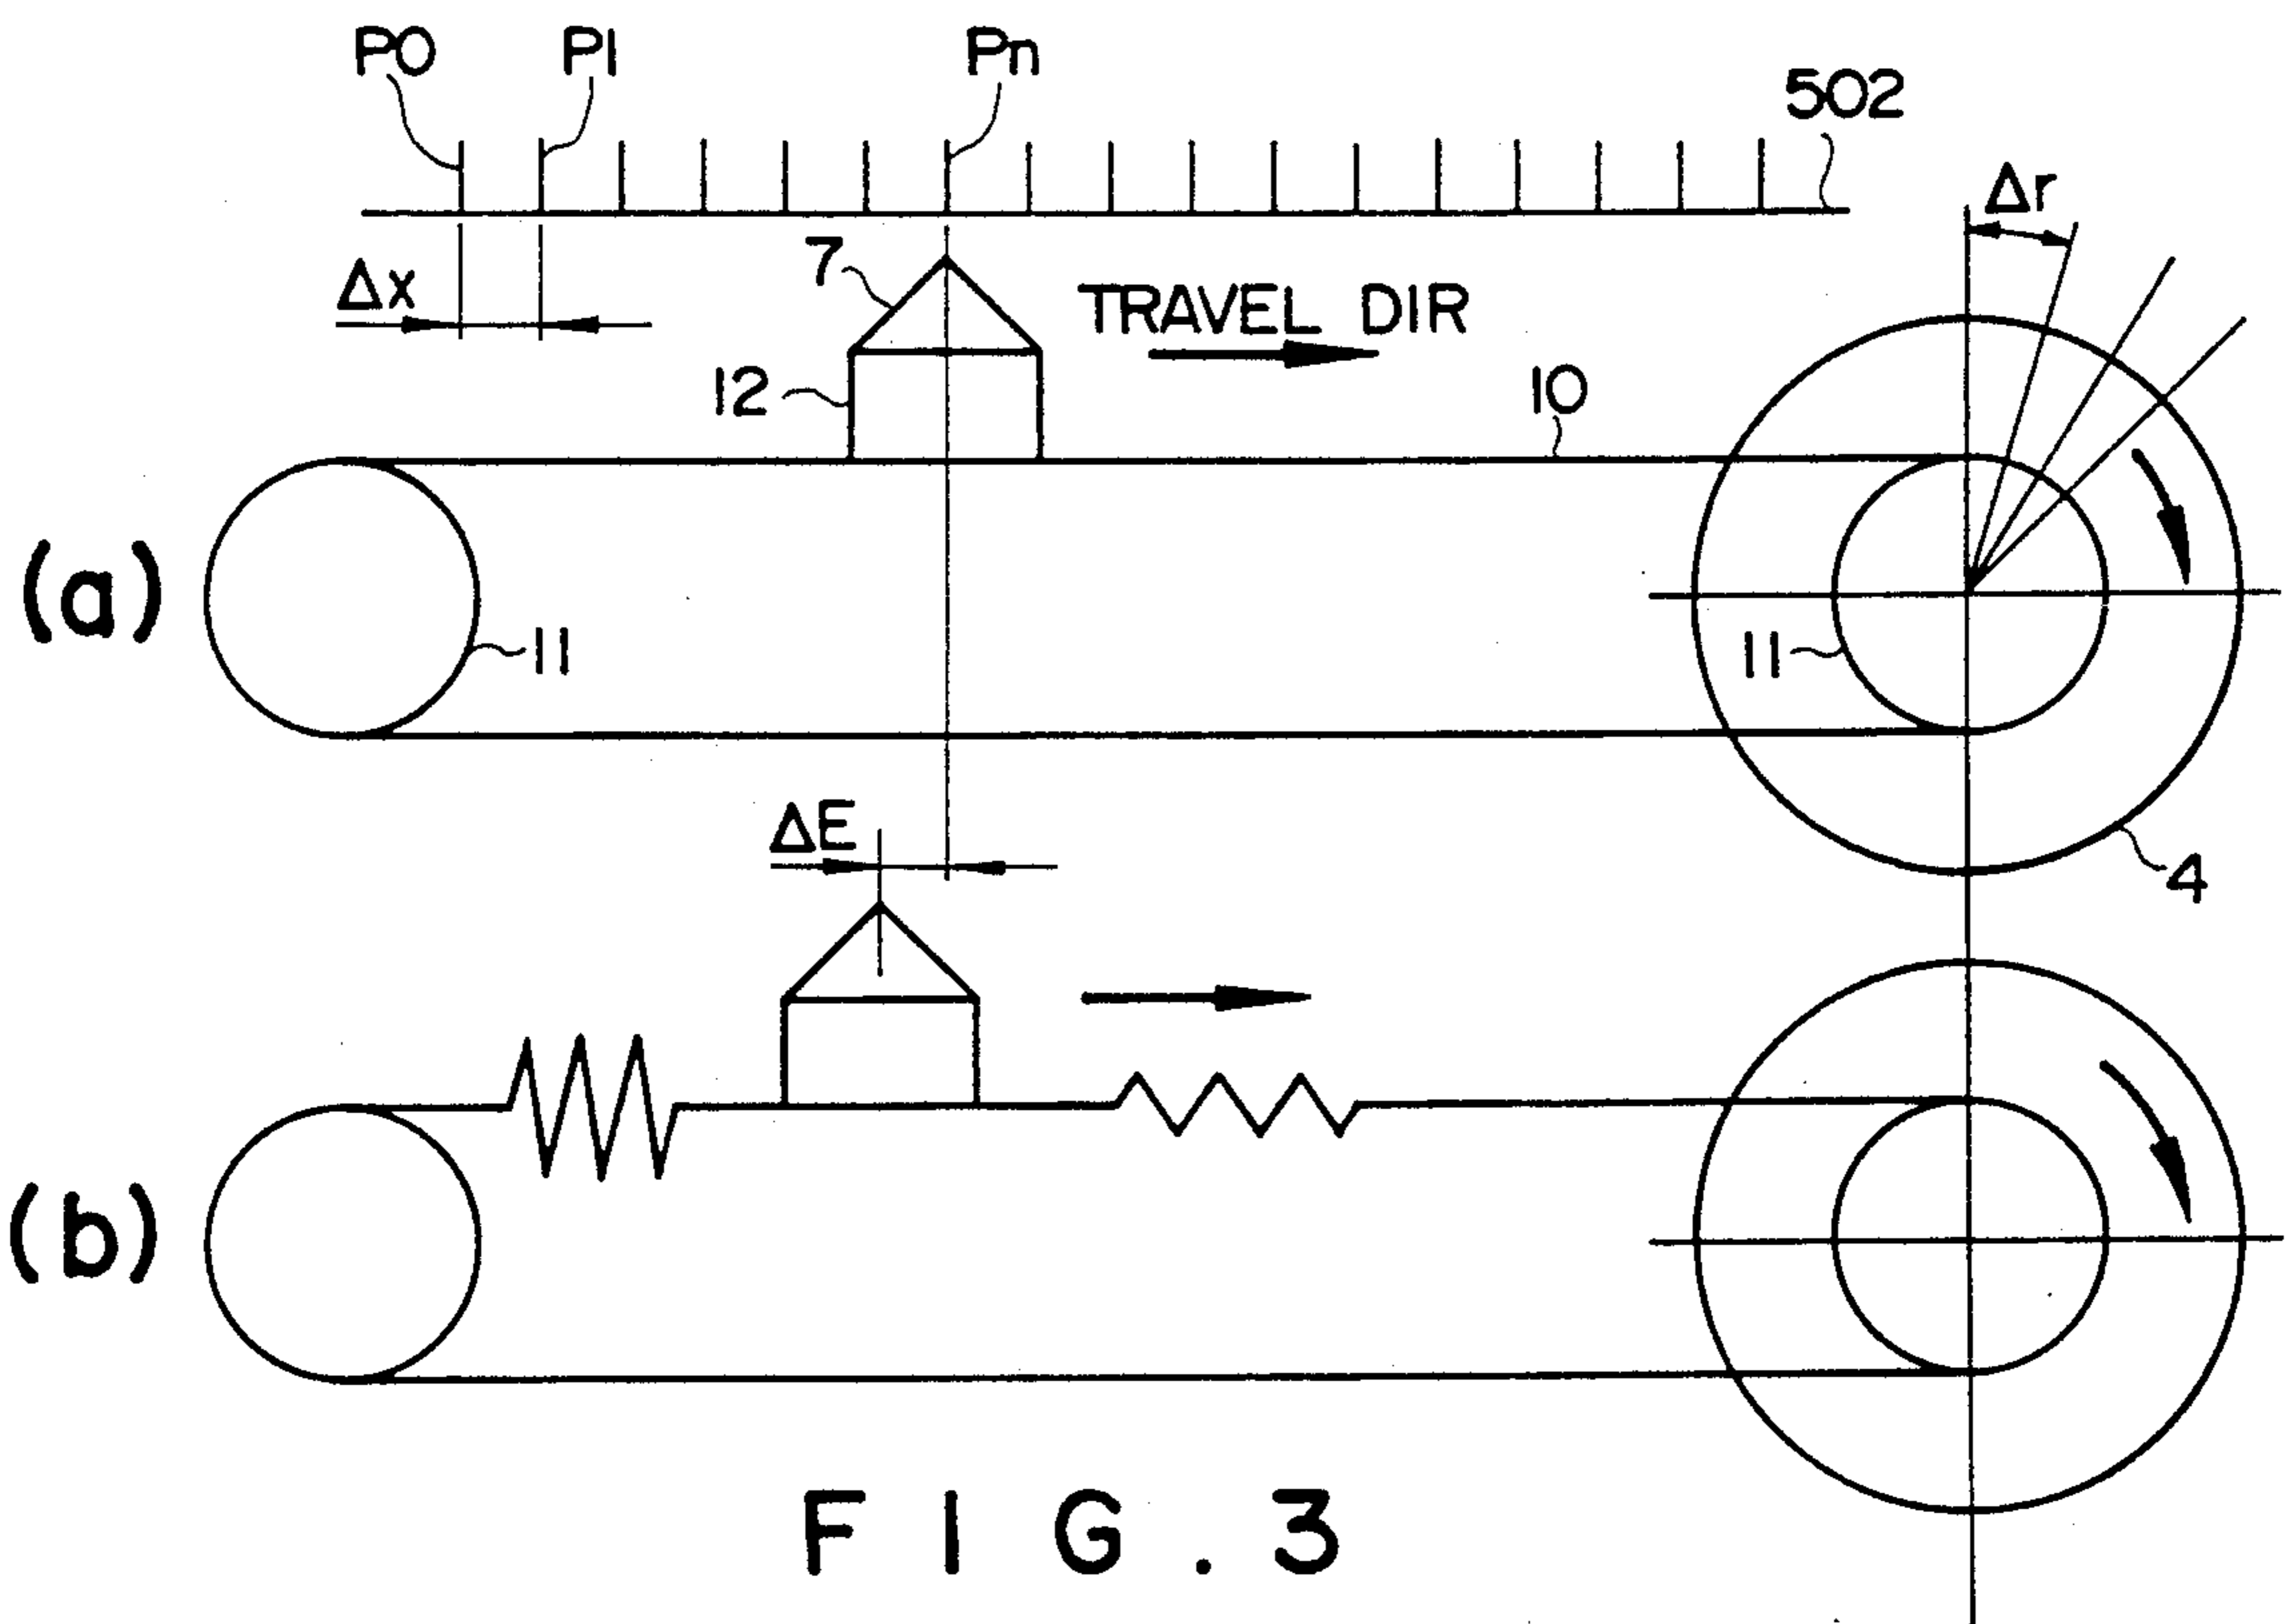 P0 P1 Pn
502
Δr
7
Δx
TRAVEL DIR
12
10
(a)
11
11
ΔE
4
(b)
FIG.3